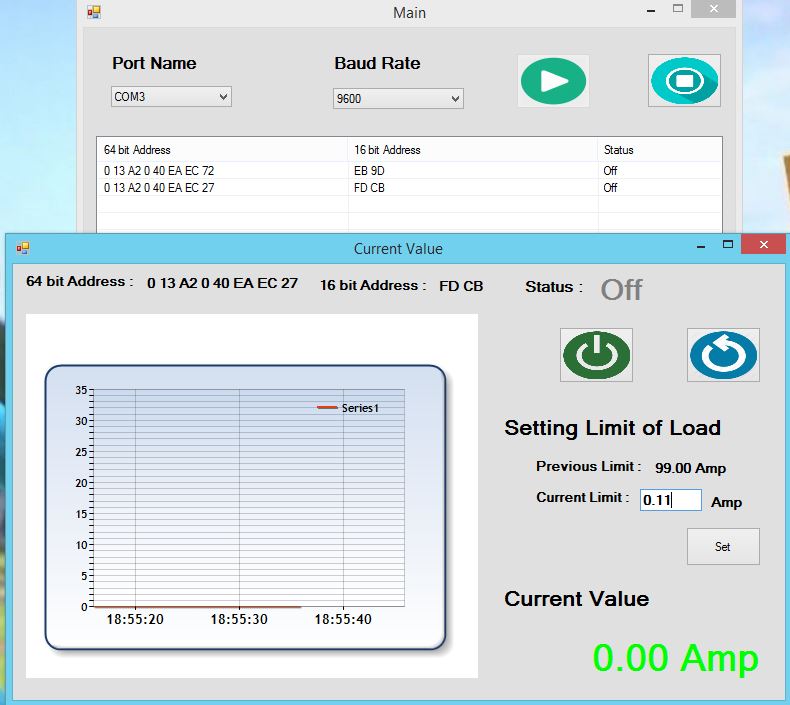 Main
Port Name Baud Rate
COM3 9600
64 bit Address 16 bit Address Status
0 13 A2 0 40 EA EC 72 EB 9D Off
0 13 A2 0 40 EA EC 27 FD CB Off
Current Value
64 bit Address : 0 13 A2 0 40 EA EC 27 16 bit Address : FD CB Status : Off
35
Series1
30
25
20
15
10
5
0
18:55:20 18:55:30 18:55:40
Setting Limit of Load
Previous Limit : 99.00 Amp
Current Limit : 0.11 Amp
Set
Current Value
0.00 Amp